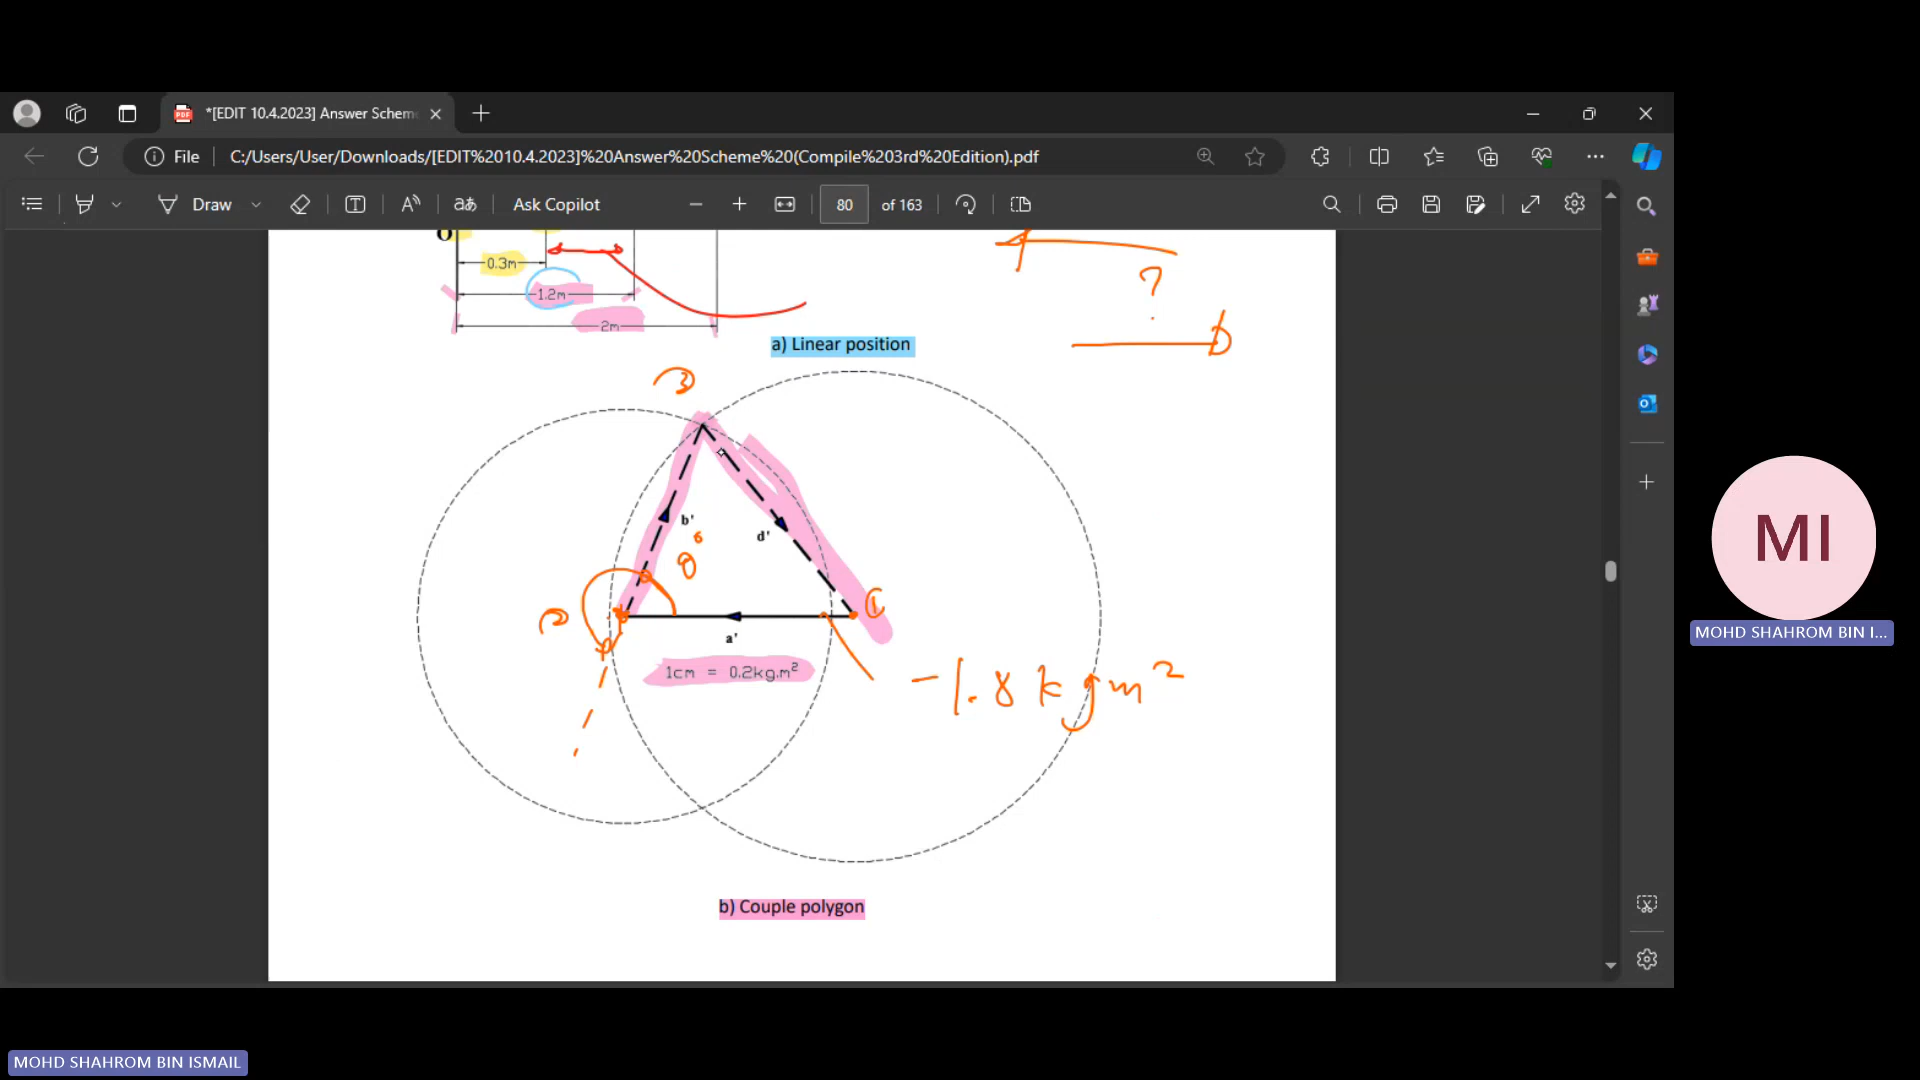 *[EDIT 10.4.2023] Answer Schem
File
C:/Users/User/Downloads/[EDIT%2010.4.2023]%20Answer%20Scheme%20(Compile%203rd%20Edition).pdf
Draw
Ask Copilot
80
of 163
O
0.3m
1.2m
2m
?
a) Linear position
3
b'
d'
θ°
2
1
a'
1cm = 0.2kg.m²
-1.8 kgm²
b) Couple polygon
MI
MOHD SHAHROM BIN I...
MOHD SHAHROM BIN ISMAIL